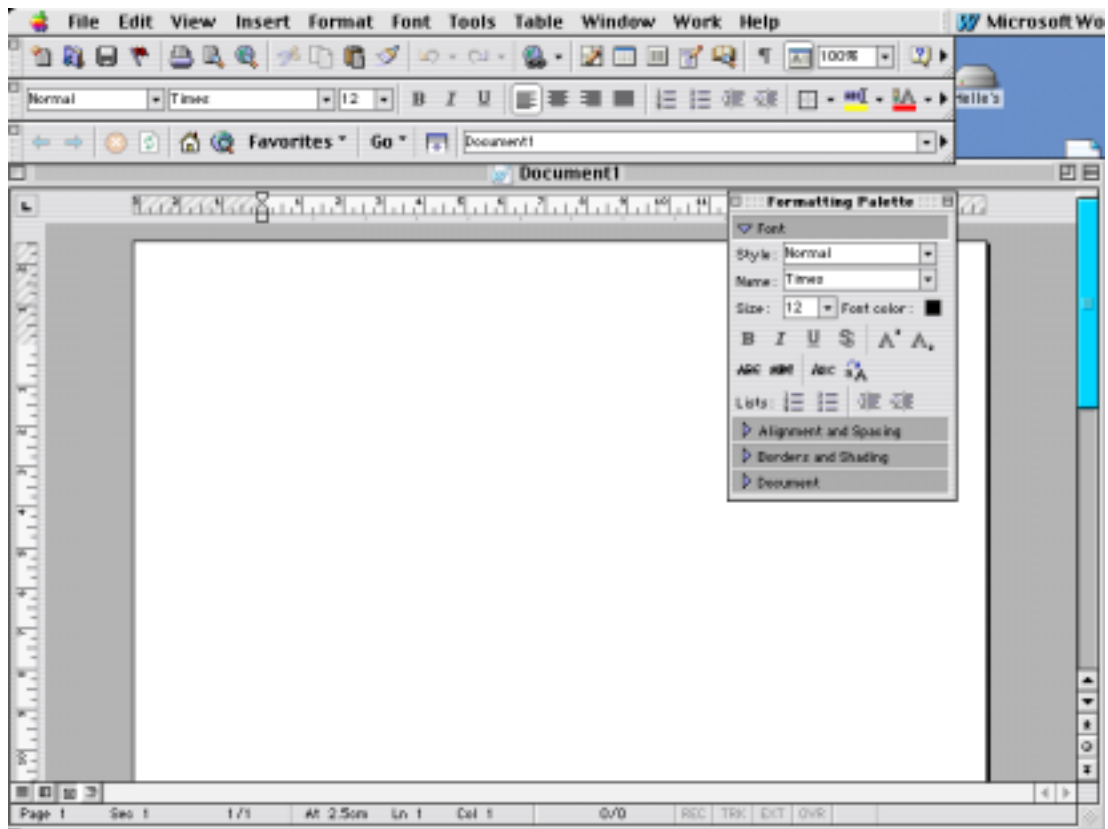 File Edit View Insert Format Font Tools Table Window Work Help Microsoft Wo
100%
Normal Times 12 B I U
Favorites Go Document1
Document1
Formatting Palette
Font
Style: Normal
Name: Times
Size: 12 Font color:
B I U S A A
ABC ABC ABC
Lists:
Alignment and Spacing
Borders and Shading
Document
Page 1 Sec 1 1/1 At 2.5cm Ln 1 Col 1 0/0 REC TRK EXT OVR